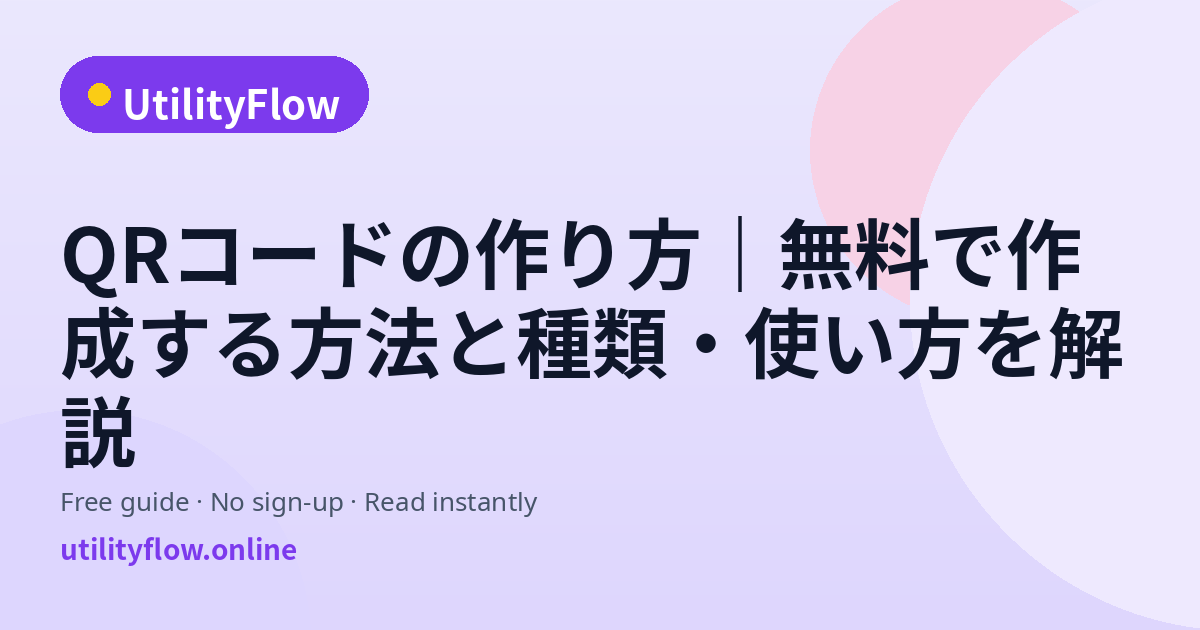 UtilityFlow
QRコードの作り方｜無料で作
成する方法と種類・使い方を解
説
Free guide · No sign-up · Read instantly
utilityflow.online